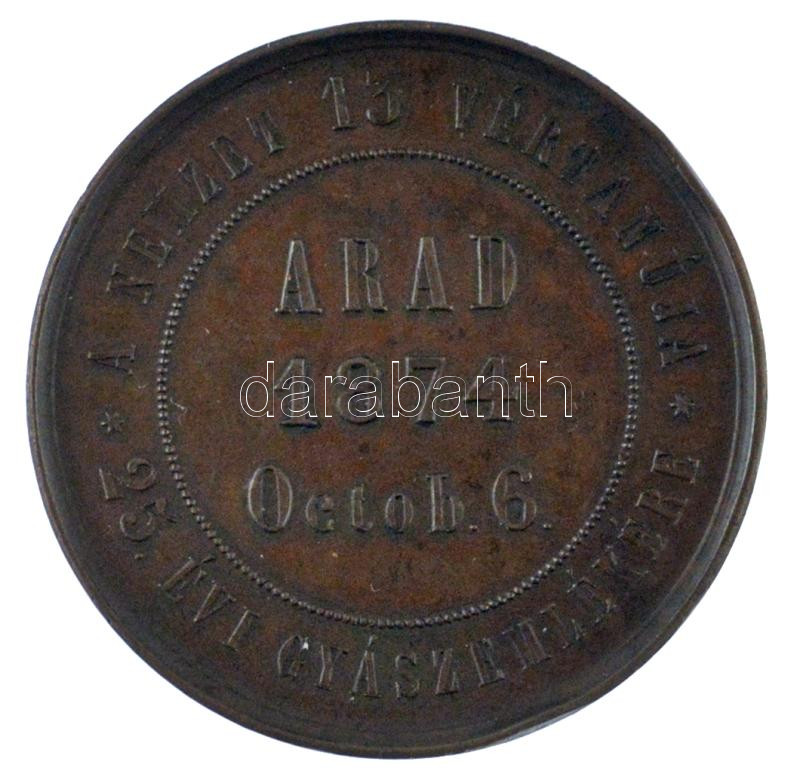 A NEMZET 13 VÉRTANÚJA
ARAD
1874
Octob. 6.
* 25. ÉVI GYÁSZEMLÉKÉRE *
darabanth